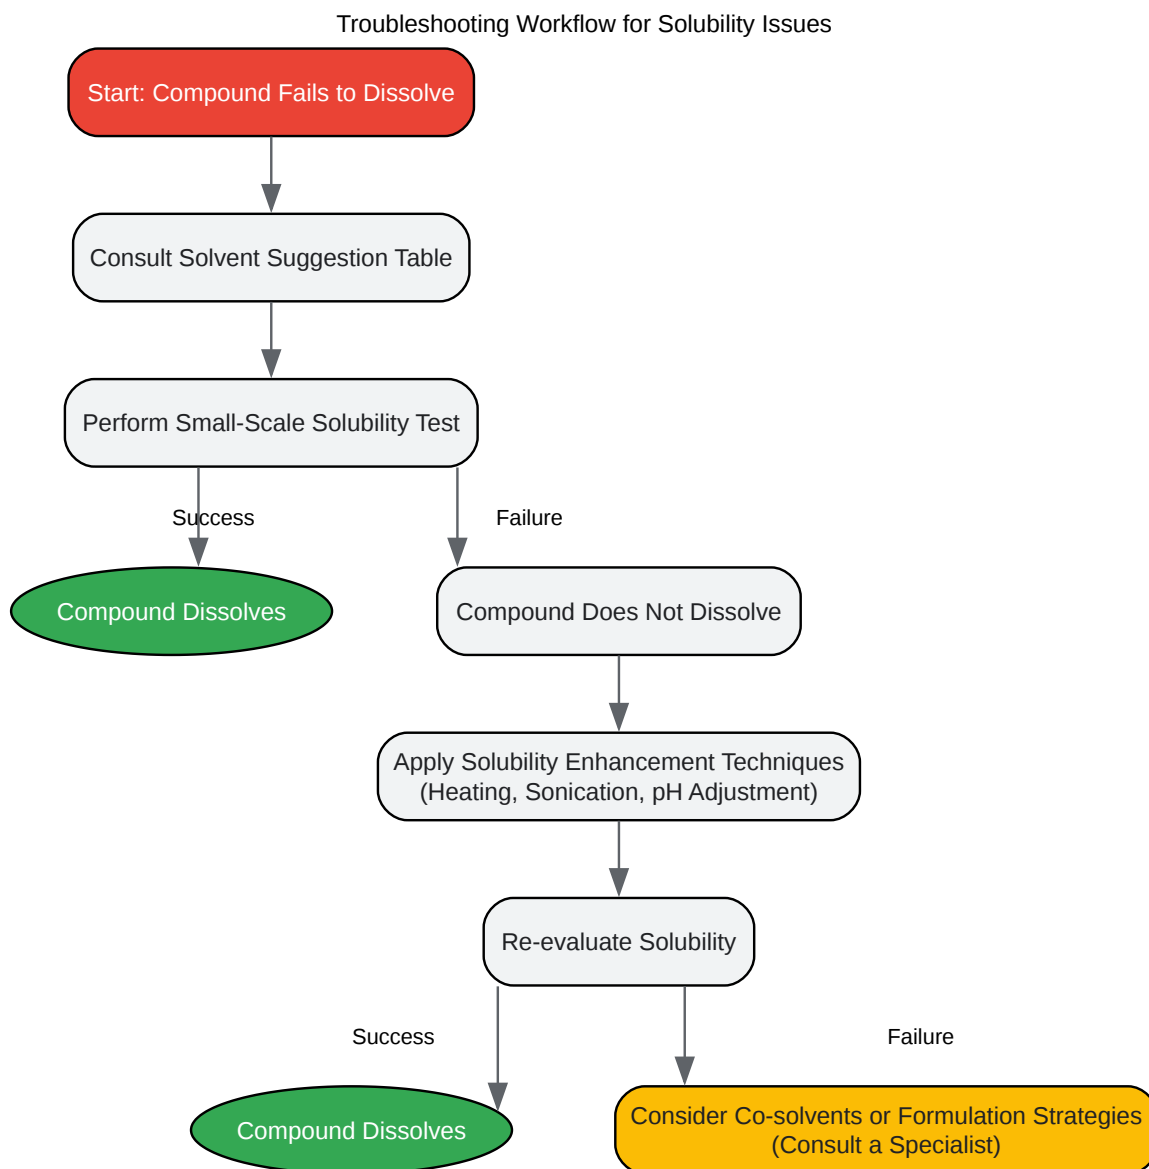 Troubleshooting Workflow for Solubility Issues
Start: Compound Fails to Dissolve
Consult Solvent Suggestion Table
Perform Small-Scale Solubility Test
Success
Failure
Compound Dissolves
Compound Does Not Dissolve
Apply Solubility Enhancement Techniques
(Heating, Sonication, pH Adjustment)
Re-evaluate Solubility
Success
Failure
Compound Dissolves
Consider Co-solvents or Formulation Strategies
(Consult a Specialist)